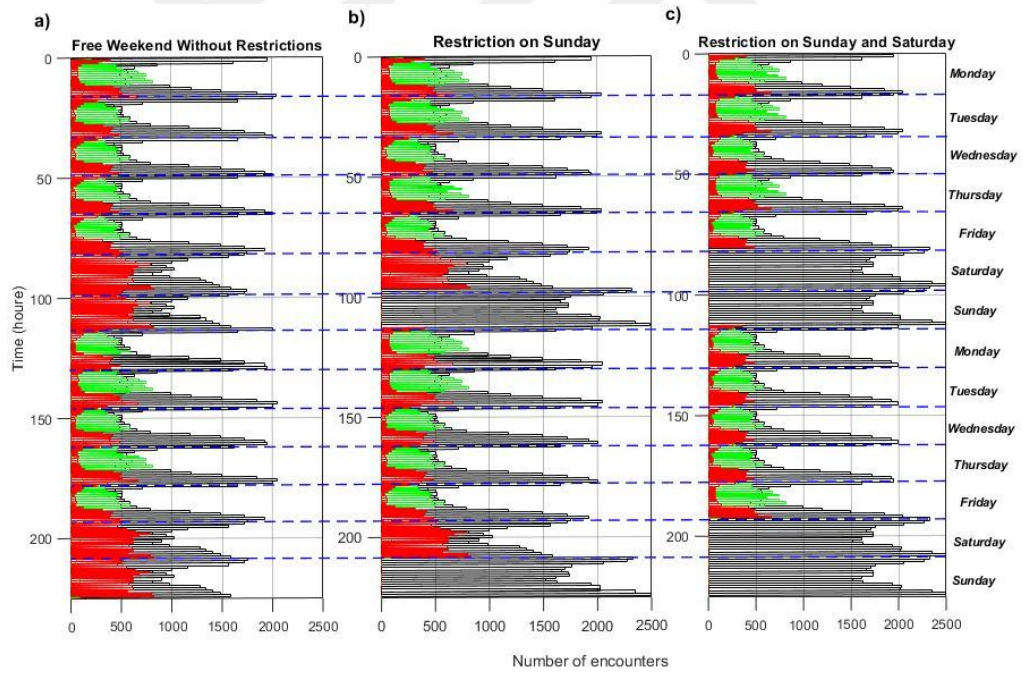 a)
Free Weekend Without Restrictions
b)
Restriction on Sunday
c)
Restriction on Sunday and Saturday
Time (houre)
0
50
100
150
200
0
500
1000
1500
2000
2500
0
50
100
150
200
0
500
1000
1500
2000
2500
0
50
100
150
200
0
500
1000
1500
2000
2500
Monday
Tuesday
Wednesday
Thursday
Friday
Saturday
Sunday
Monday
Tuesday
Wednesday
Thursday
Friday
Saturday
Sunday
Number of encounters